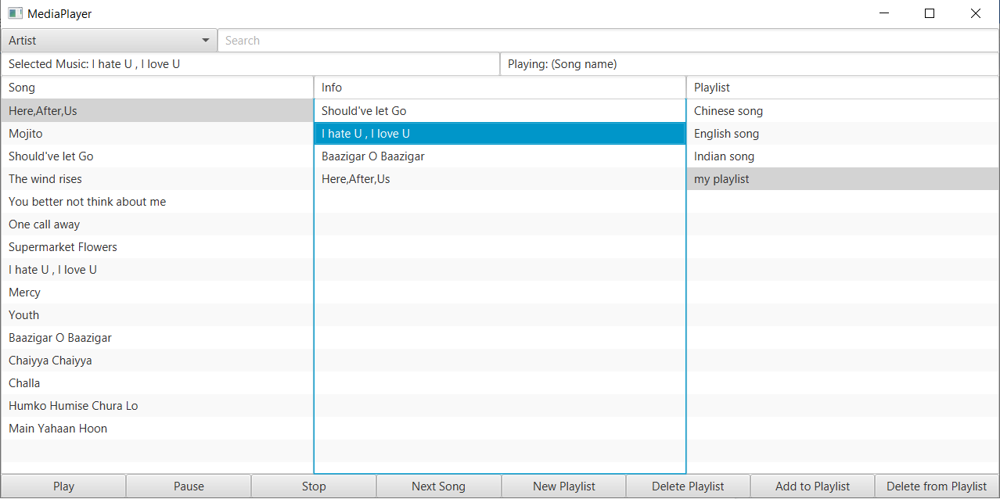 MediaPlayer
Artist
Search
Selected Music: I hate U , I love U
Playing: (Song name)
Song
Here,After,Us
Mojito
Should've let Go
The wind rises
You better not think about me
One call away
Supermarket Flowers
I hate U , I love U
Mercy
Youth
Baazigar O Baazigar
Chaiyya Chaiyya
Challa
Humko Humise Chura Lo
Main Yahaan Hoon
Info
Should've let Go
I hate U , I love U
Baazigar O Baazigar
Here,After,Us
Playlist
Chinese song
English song
Indian song
my playlist
Play
Pause
Stop
Next Song
New Playlist
Delete Playlist
Add to Playlist
Delete from Playlist